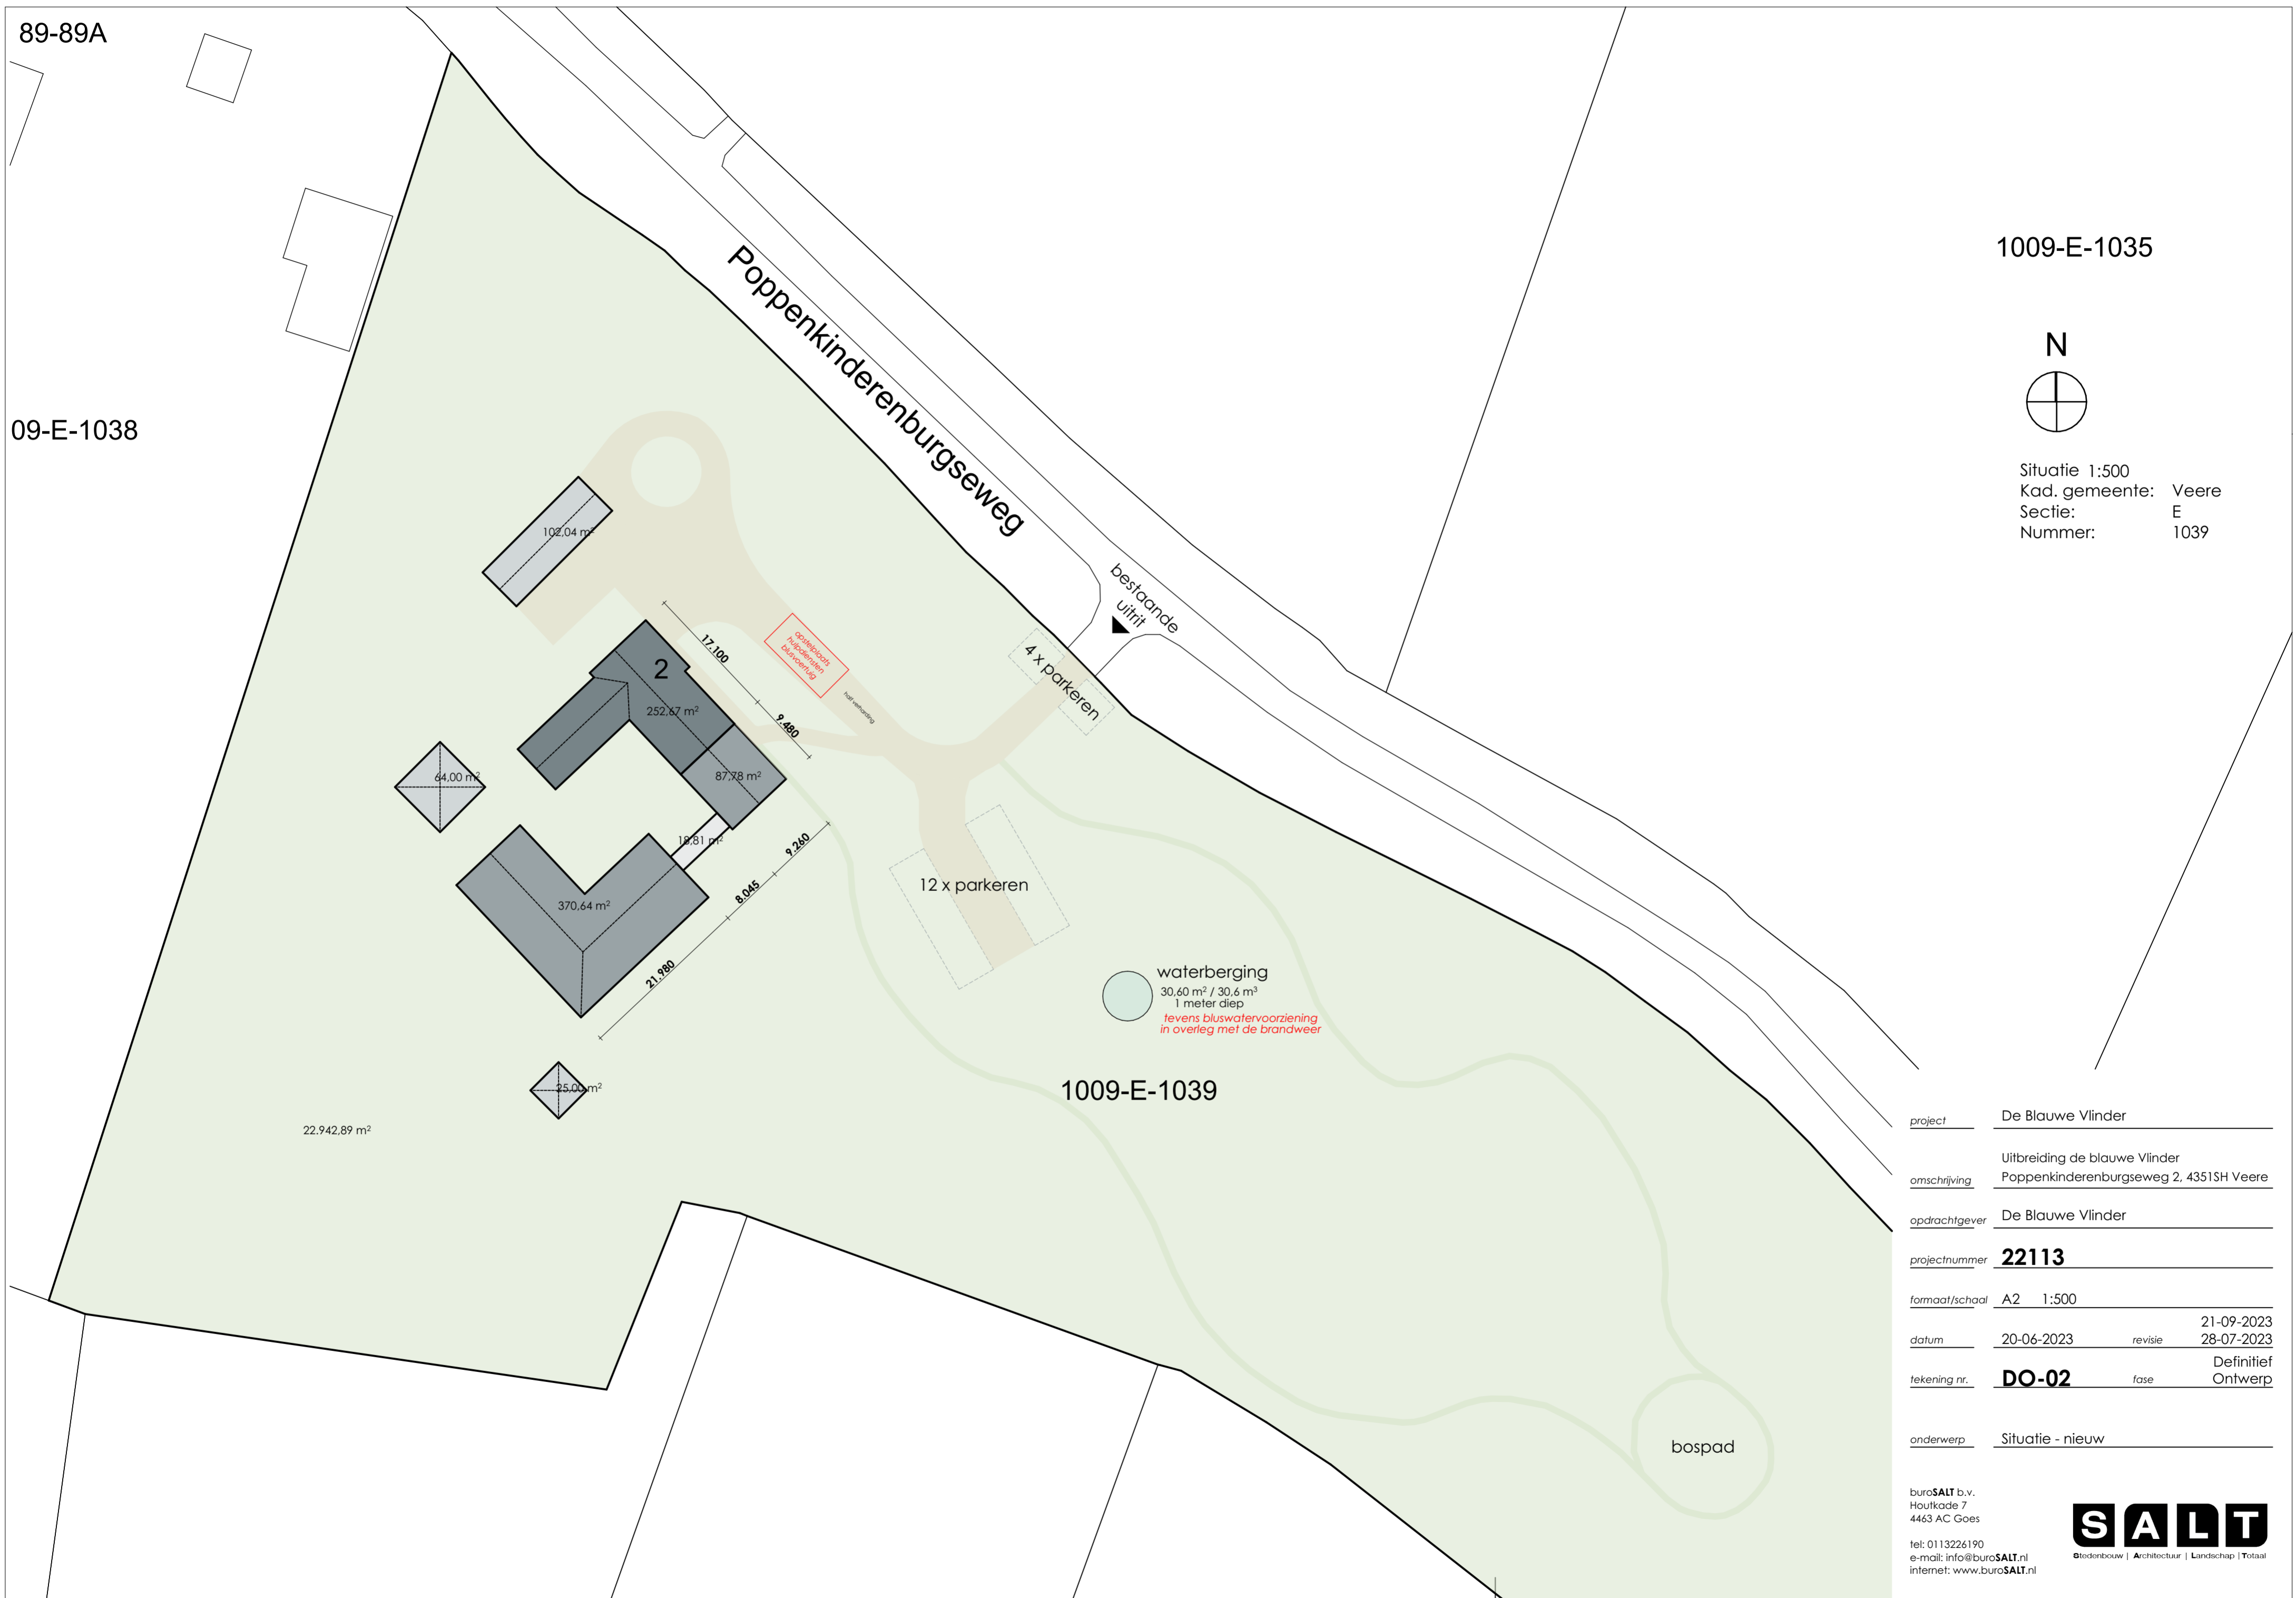 89-89A
09-E-1038
1009-E-1035
N
Situatie 1:500
Kad. gemeente: Veere
Sectie: E
Nummer: 1039
Poppenkinderenburgseweg
bestaande
uitrit
4 x parkeren
102,04 m²
opstelplaats
hulpdiensten
blusvoertuig
half verharding
17.100
9.480
2
252,67 m²
87,78 m²
64,00 m²
18,81 m²
9.260
8.045
21.980
370,64 m²
12 x parkeren
waterberging
30,60 m² / 30,6 m³
1 meter diep
tevens bluswatervoorziening
in overleg met de brandweer
25,00 m²
1009-E-1039
22.942,89 m²
bospad
project De Blauwe Vlinder
Uitbreiding de blauwe Vlinder
omschrijving Poppenkinderenburgseweg 2, 4351SH Veere
opdrachtgever De Blauwe Vlinder
projectnummer 22113
formaat/schaal A2 1:500
21-09-2023
datum 20-06-2023 revisie 28-07-2023
Definitief
tekening nr. DO-02 fase Ontwerp
onderwerp Situatie - nieuw
buroSALT b.v.
Houtkade 7
4463 AC Goes
tel: 0113226190
e-mail: info@buroSALT.nl
internet: www.buroSALT.nl
SALT
Stedenbouw | Architectuur | Landschap | Totaal